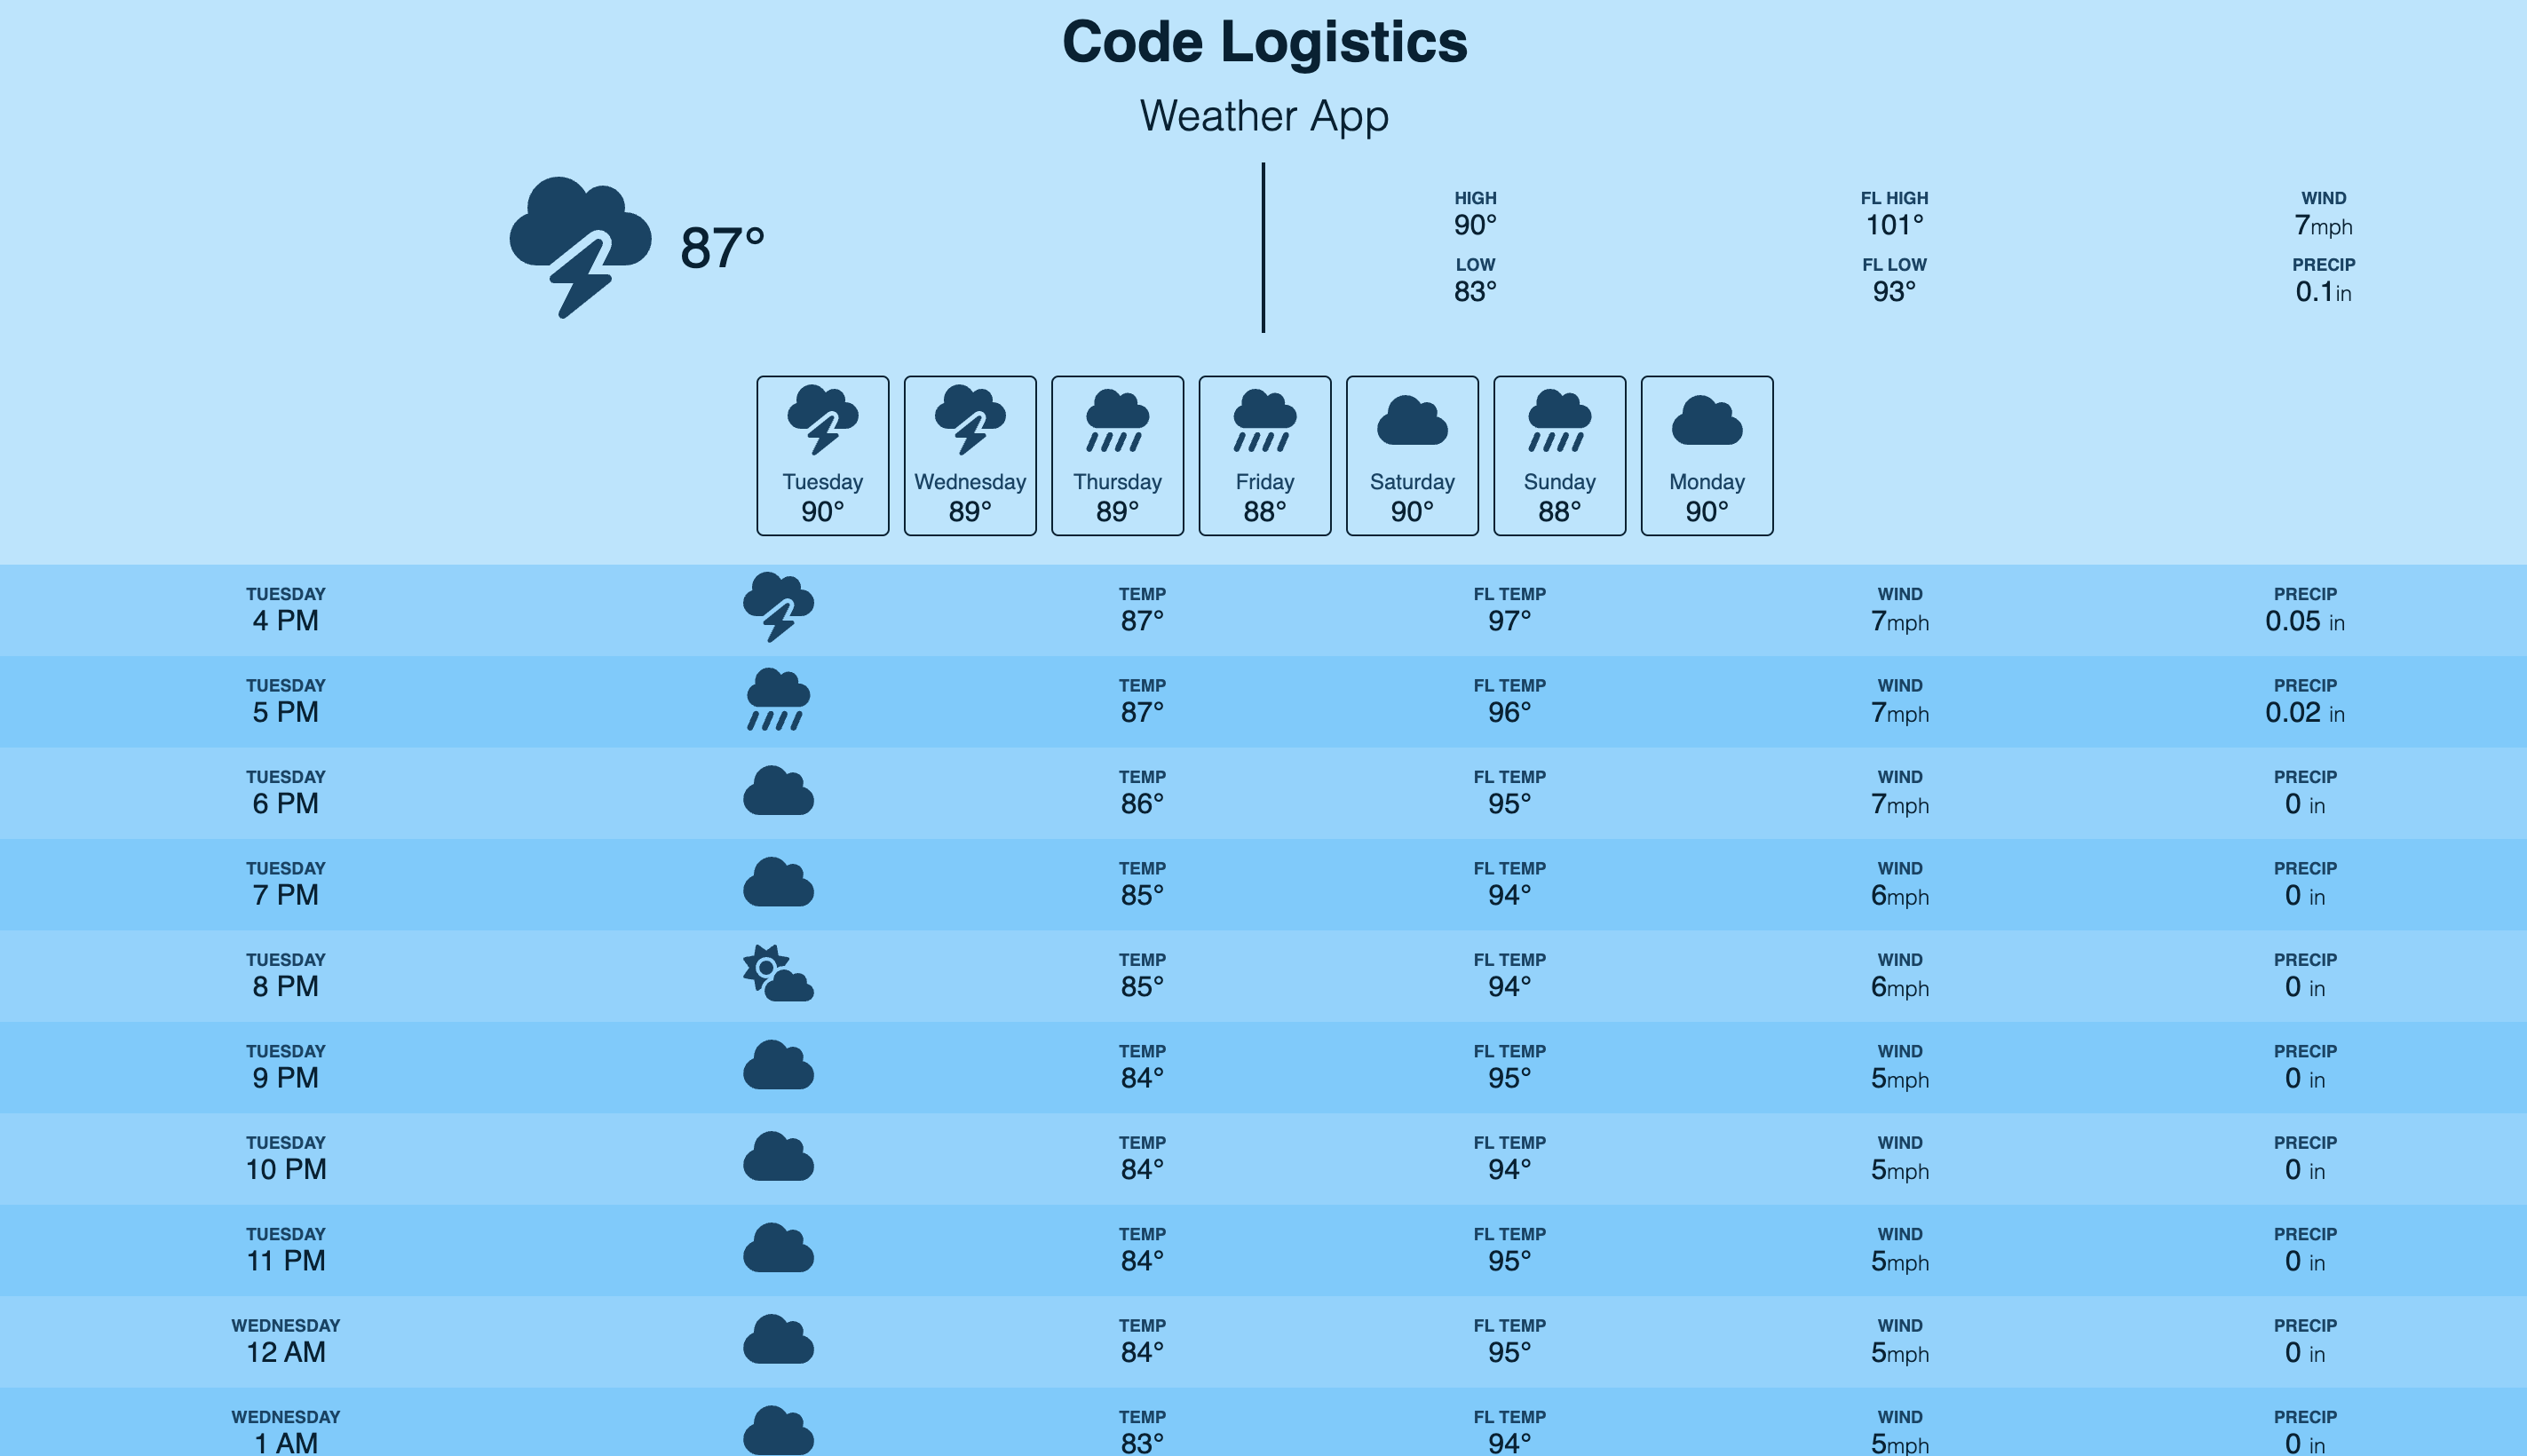 Code Logistics
Weather App
87°
HIGH FL HIGH WIND
90° 101° 7mph
LOW FL LOW PRECIP
83° 93° 0.1in
Tuesday Wednesday Thursday Friday Saturday Sunday Monday
90° 89° 89° 88° 90° 88° 90°
TUESDAY TEMP FL TEMP WIND PRECIP
4 PM 87° 97° 7mph 0.05 in
TUESDAY TEMP FL TEMP WIND PRECIP
5 PM 87° 96° 7mph 0.02 in
TUESDAY TEMP FL TEMP WIND PRECIP
6 PM 86° 95° 7mph 0 in
TUESDAY TEMP FL TEMP WIND PRECIP
7 PM 85° 94° 6mph 0 in
TUESDAY TEMP FL TEMP WIND PRECIP
8 PM 85° 94° 6mph 0 in
TUESDAY TEMP FL TEMP WIND PRECIP
9 PM 84° 95° 5mph 0 in
TUESDAY TEMP FL TEMP WIND PRECIP
10 PM 84° 94° 5mph 0 in
TUESDAY TEMP FL TEMP WIND PRECIP
11 PM 84° 95° 5mph 0 in
WEDNESDAY TEMP FL TEMP WIND PRECIP
12 AM 84° 95° 5mph 0 in
WEDNESDAY TEMP FL TEMP WIND PRECIP
1 AM 83° 94° 5mph 0 in